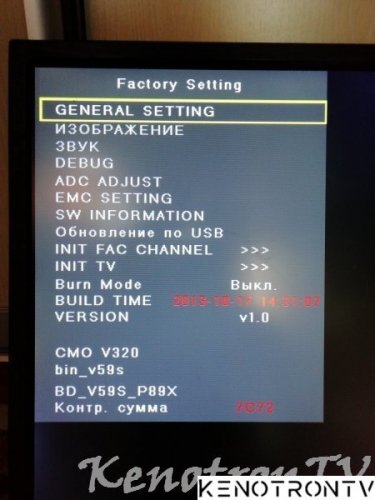 Factory Setting
GENERAL SETTING
ИЗОБРАЖЕНИЕ
ЗВУК
DEBUG
ADC ADJUST
EMC SETTING
SW INFORMATION
Обновление по USB
INIT FAC CHANNEL >>>
INIT TV >>>
Burn Mode Выкл.
BUILD TIME
VERSION v1.0
CMO V320
bin_v59s
BD_V59S_P89X
Контр. сумма 7C72
KenotronTV
KENOTRONTV